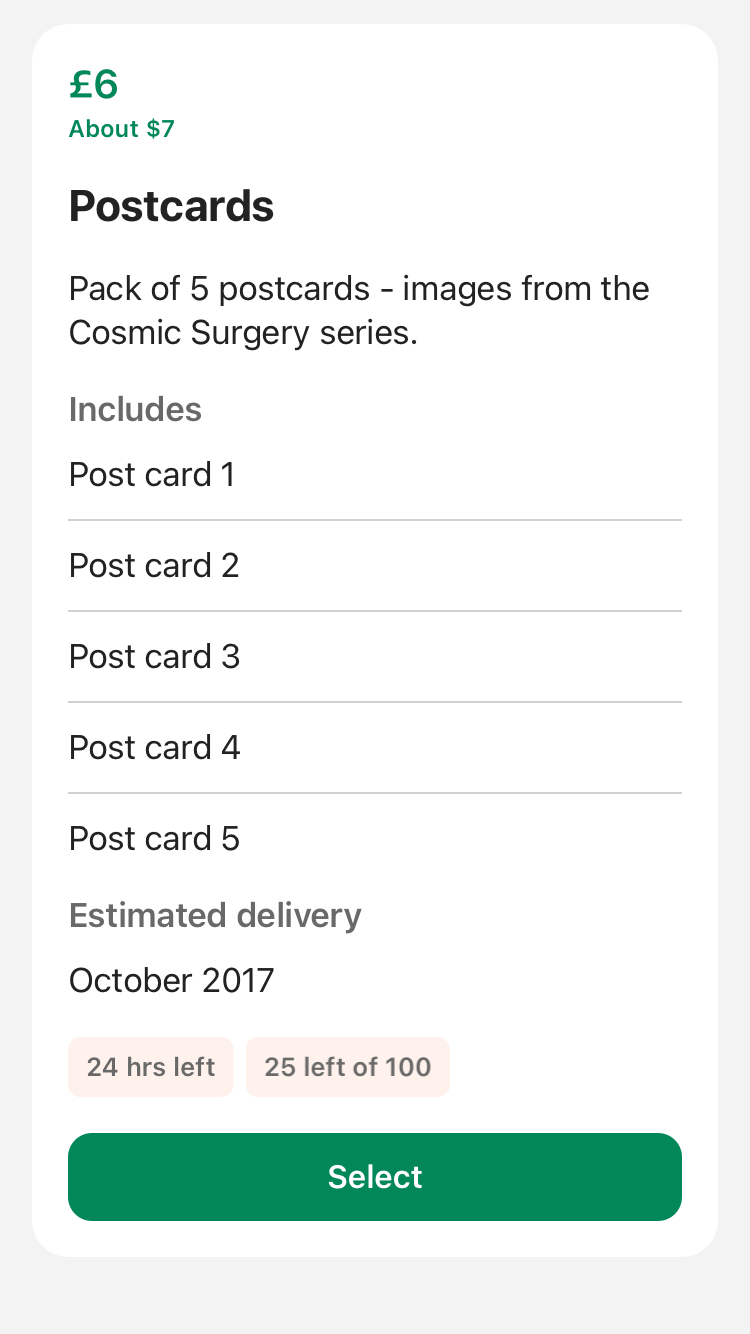 £6
About $7
Postcards
Pack of 5 postcards - images from the
Cosmic Surgery series.
Includes
Post card 1
Post card 2
Post card 3
Post card 4
Post card 5
Estimated delivery
October 2017
24 hrs left
25 left of 100
Select